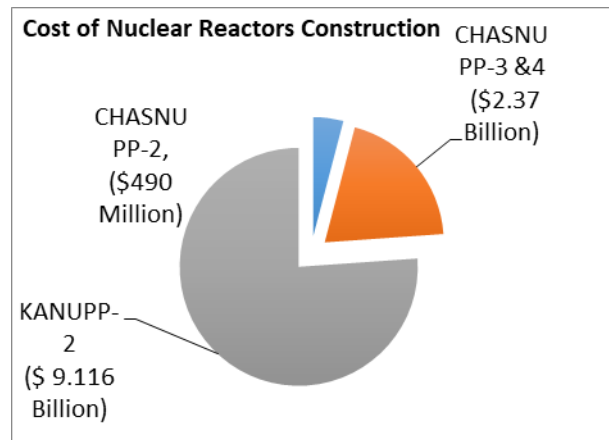 Cost of Nuclear Reactors Construction
CHASNU
PP-3 &4
($2.37
Billion)
CHASNU
PP-2,
($490
Million)
KANUPP-
2
($ 9.116
Billion)